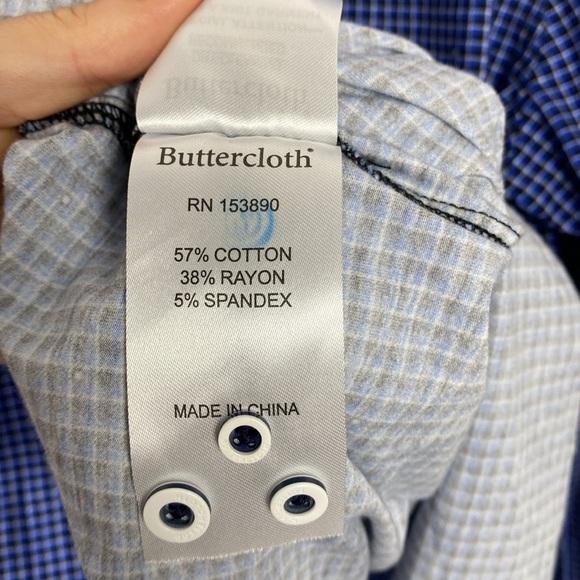 Buttercloth
RN 153890
57% COTTON
38% RAYON
5% SPANDEX
MADE IN CHINA